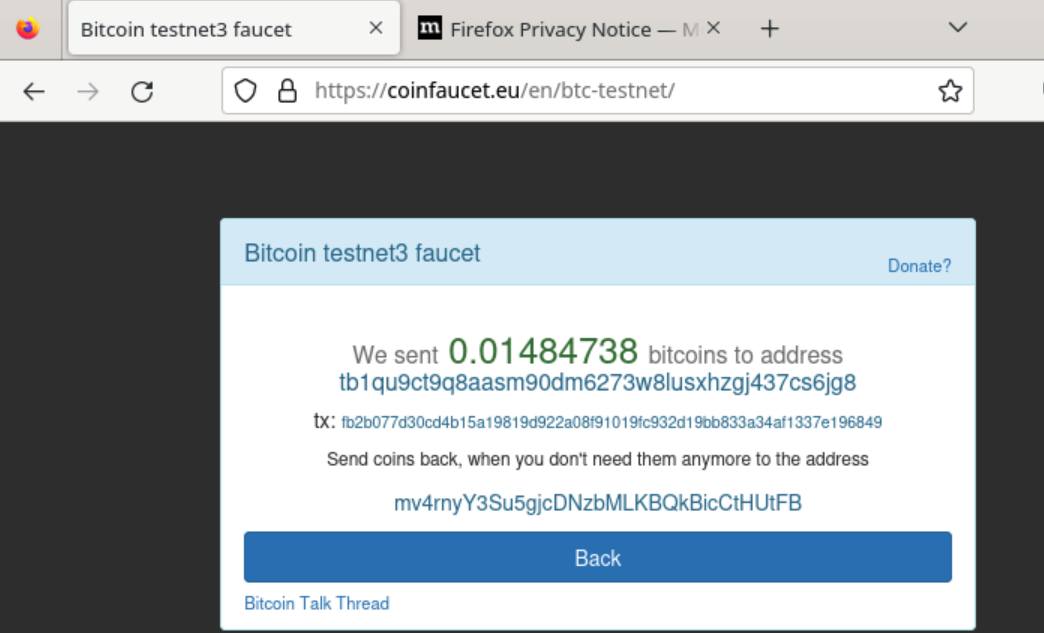 Bitcoin testnet3 faucet
Firefox Privacy Notice — M
https://coinfaucet.eu/en/btc-testnet/
Bitcoin testnet3 faucet
Donate?
We sent 0.01484738 bitcoins to address
tb1qu9ct9q8aasm90dm6273w8lusxhzgj437cs6jg8
tx: fb2b077d30cd4b15a19819d922a08f91019fc932d19bb833a34af1337e196849
Send coins back, when you don't need them anymore to the address
mv4rnyY3Su5gjcDNzbMLKBQkBicCtHUtFB
Back
Bitcoin Talk Thread